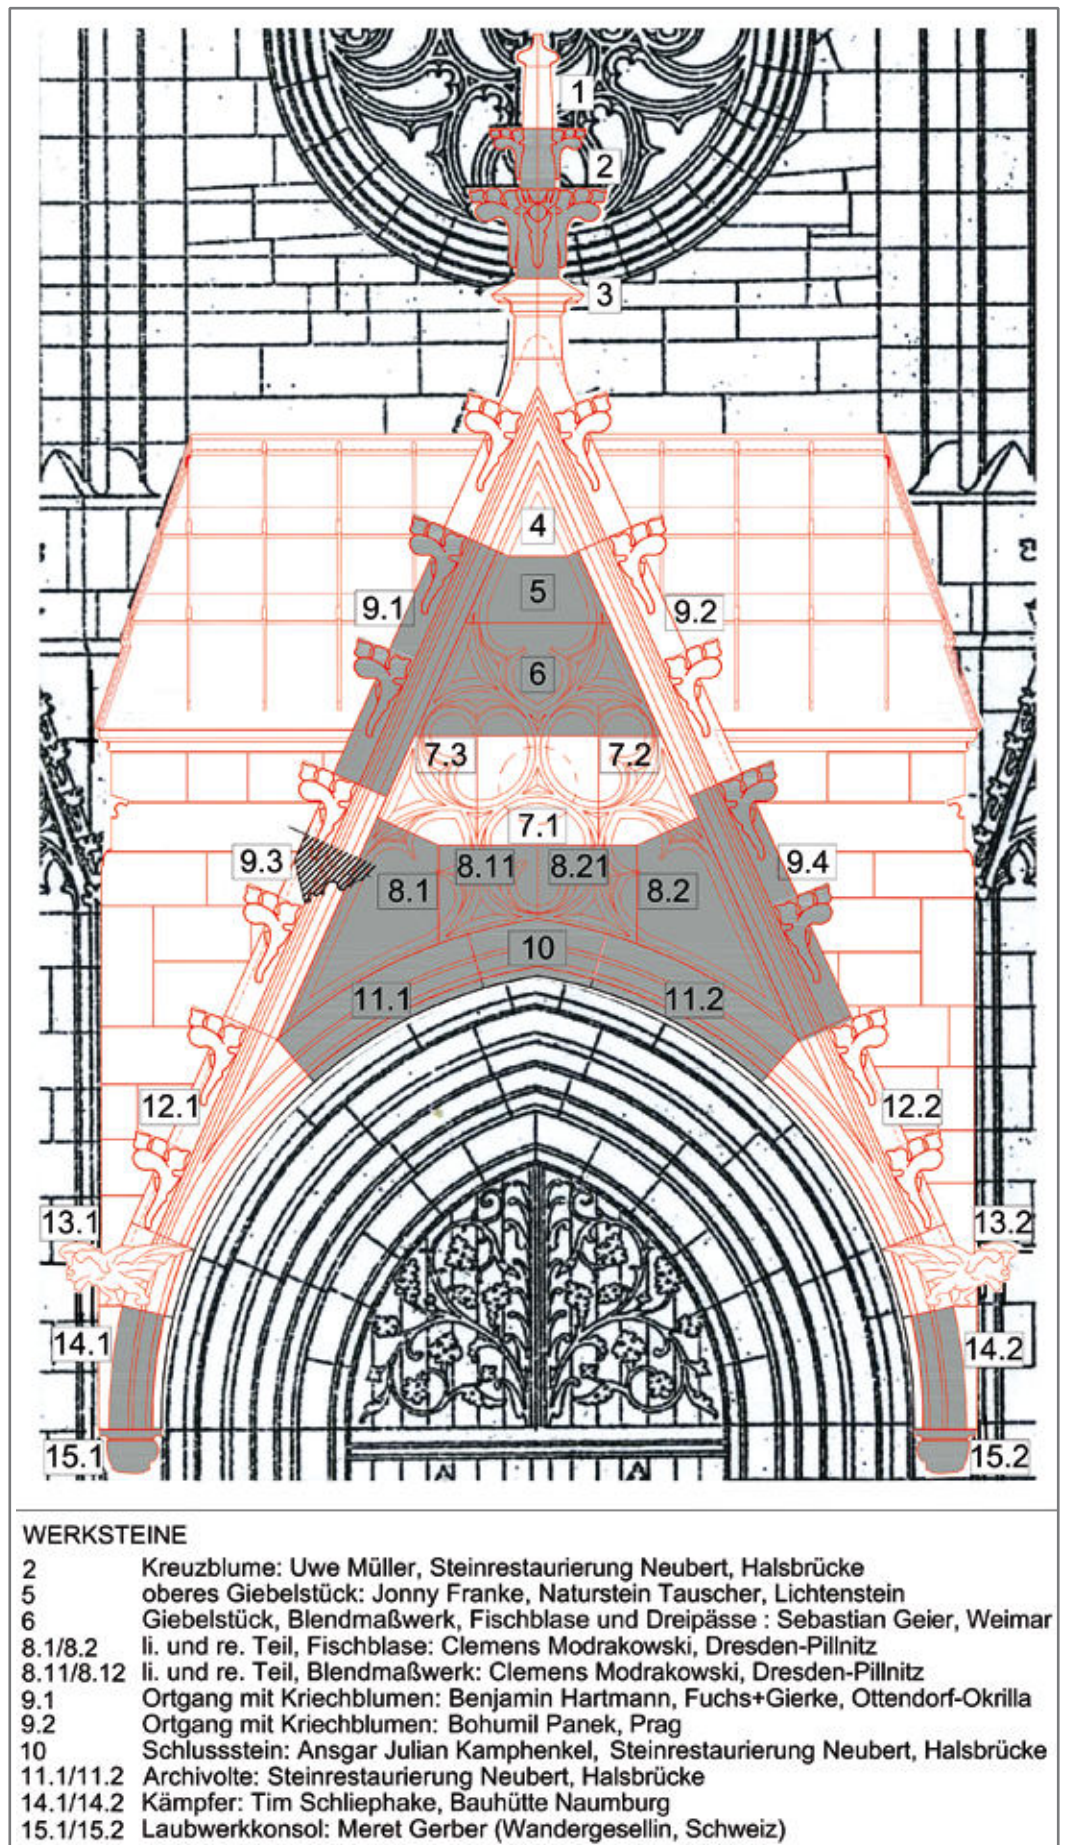 1
2
3
4
5
9.1
9.2
6
7.3
7.2
7.1
9.3
8.11
8.21
9.4
8.1
8.2
10
11.1
11.2
12.1
12.2
13.1
13.2
14.1
14.2
15.1
15.2
WERKSTEINE
2 Kreuzblume: Uwe Müller, Steinrestaurierung Neubert, Halsbrücke
5 oberes Giebelstück: Jonny Franke, Naturstein Tauscher, Lichtenstein
6 Giebelstück, Blendmaßwerk, Fischblase und Dreipässe : Sebastian Geier, Weimar
8.1/8.2 li. und re. Teil, Fischblase: Clemens Modrakowski, Dresden-Pillnitz
8.11/8.12 li. und re. Teil, Blendmaßwerk: Clemens Modrakowski, Dresden-Pillnitz
9.1 Ortgang mit Kriechblumen: Benjamin Hartmann, Fuchs+Gierke, Ottendorf-Okrilla
9.2 Ortgang mit Kriechblumen: Bohumil Panek, Prag
10 Schlussstein: Ansgar Julian Kamphenkel, Steinrestaurierung Neubert, Halsbrücke
11.1/11.2 Archivolte: Steinrestaurierung Neubert, Halsbrücke
14.1/14.2 Kämpfer: Tim Schliephake, Bauhütte Naumburg
15.1/15.2 Laubwerkkonsol: Meret Gerber (Wandergesellin, Schweiz)